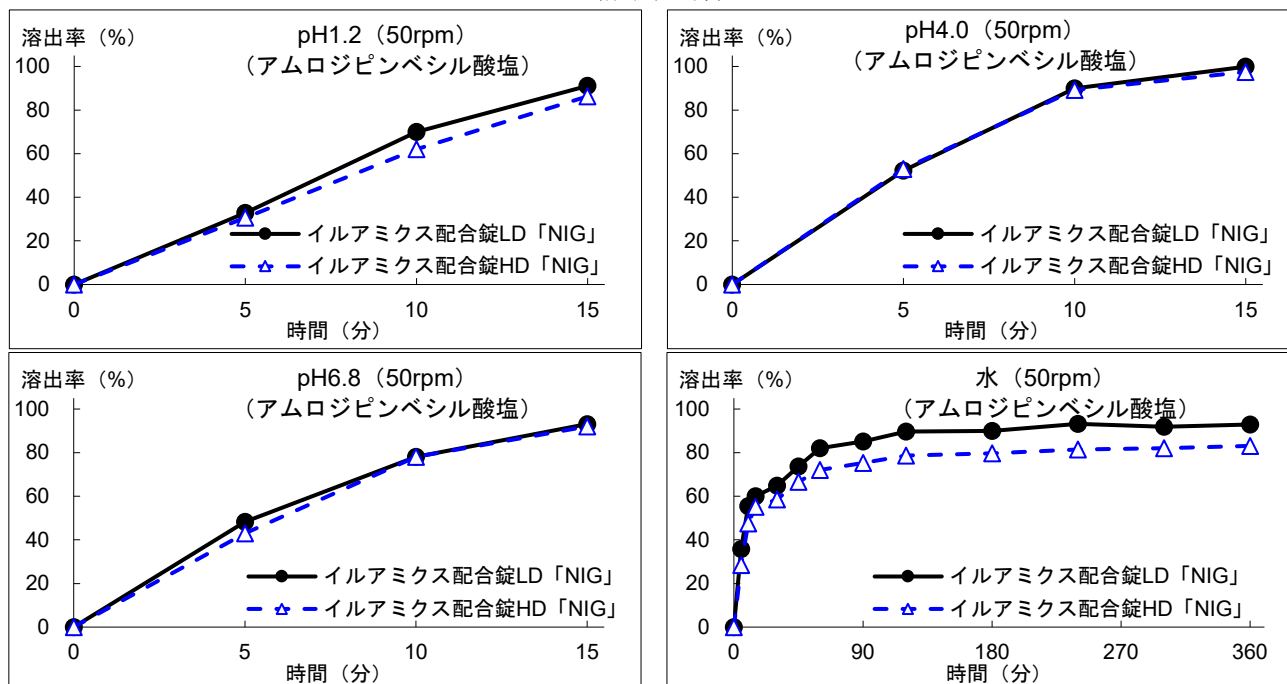 溶出率（%）
pH1.2（50rpm）
（アムロジピンベシル酸塩）
100
80
60
40
20
0
イルアミクス配合錠LD「NIG」
イルアミクス配合錠HD「NIG」
0 5 10 15
時間（分）
溶出率（%）
pH4.0（50rpm）
（アムロジピンベシル酸塩）
100
80
60
40
20
0
イルアミクス配合錠LD「NIG」
イルアミクス配合錠HD「NIG」
0 5 10 15
時間（分）
溶出率（%）
pH6.8（50rpm）
（アムロジピンベシル酸塩）
100
80
60
40
20
0
イルアミクス配合錠LD「NIG」
イルアミクス配合錠HD「NIG」
0 5 10 15
時間（分）
溶出率（%）
水（50rpm）
（アムロジピンベシル酸塩）
100
80
60
40
20
0
イルアミクス配合錠LD「NIG」
イルアミクス配合錠HD「NIG」
0 90 180 270 360
時間（分）